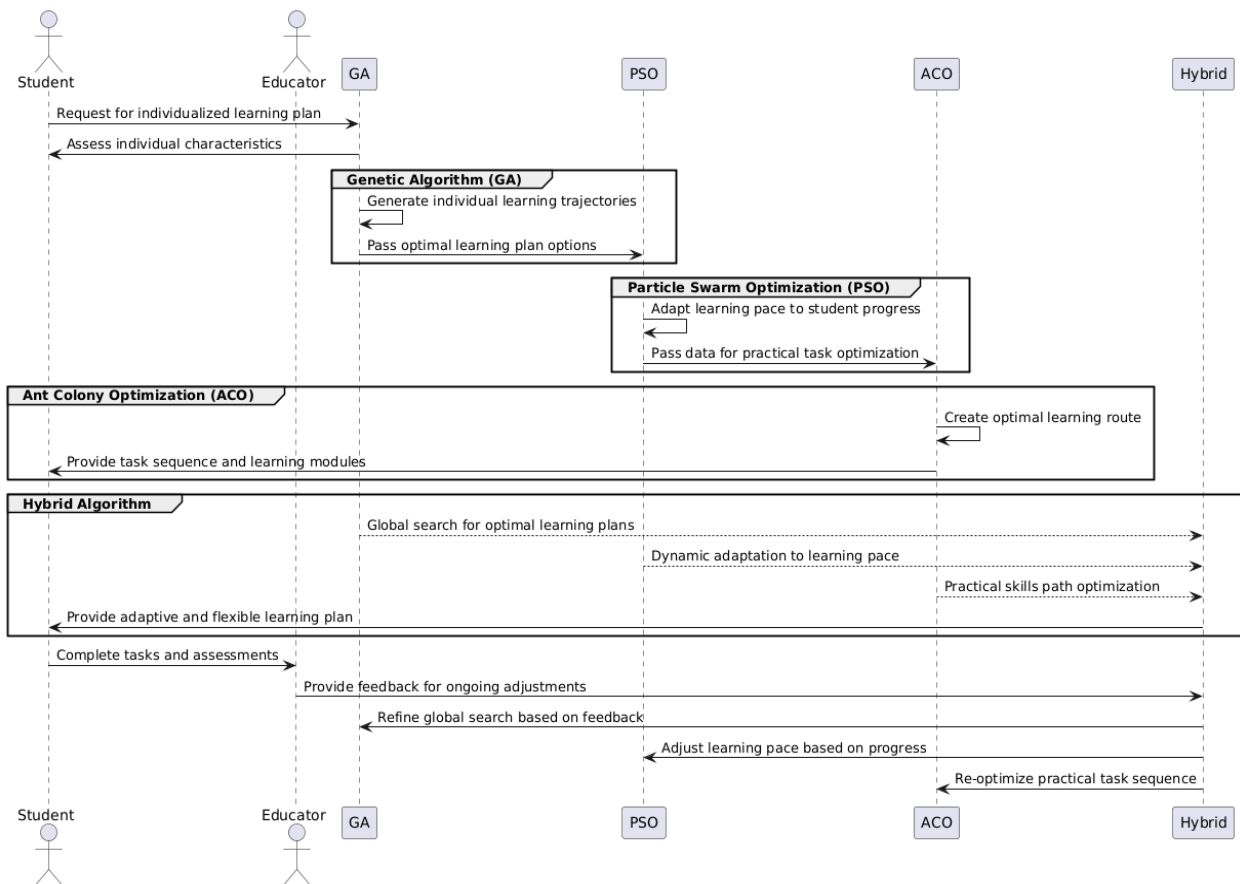 Student
Educator
GA
PSO
ACO
Hybrid
Request for individualized learning plan
Assess individual characteristics
Genetic Algorithm (GA)
Generate individual learning trajectories
Pass optimal learning plan options
Particle Swarm Optimization (PSO)
Adapt learning pace to student progress
Pass data for practical task optimization
Ant Colony Optimization (ACO)
Create optimal learning route
Provide task sequence and learning modules
Hybrid Algorithm
Global search for optimal learning plans
Dynamic adaptation to learning pace
Practical skills path optimization
Provide adaptive and flexible learning plan
Complete tasks and assessments
Provide feedback for ongoing adjustments
Refine global search based on feedback
Adjust learning pace based on progress
Re-optimize practical task sequence
Student
Educator
GA
PSO
ACO
Hybrid